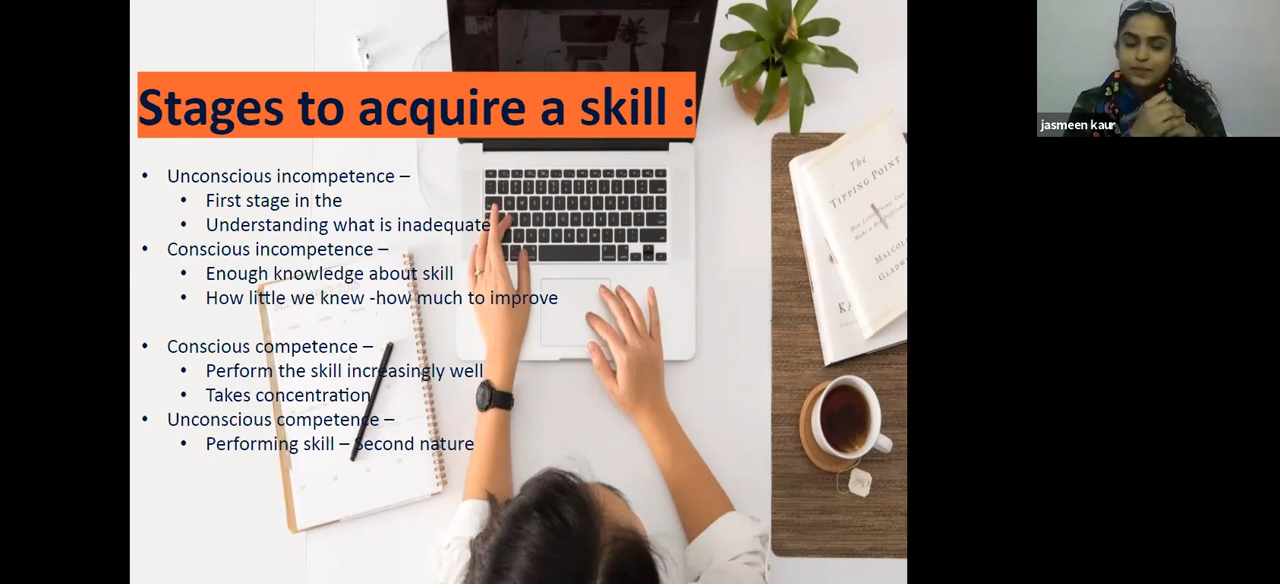 Stages to acquire a skill :
• Unconscious incompetence –
• First stage in the
• Understanding what is inadequate
• Conscious incompetence –
• Enough knowledge about skill
• How little we knew -how much to improve
• Conscious competence –
• Perform the skill increasingly well
• Takes concentration
• Unconscious competence –
• Performing skill – Second nature
The
TIPPING POINT
MALCOLM
GLADWELL
jasmeen kaur